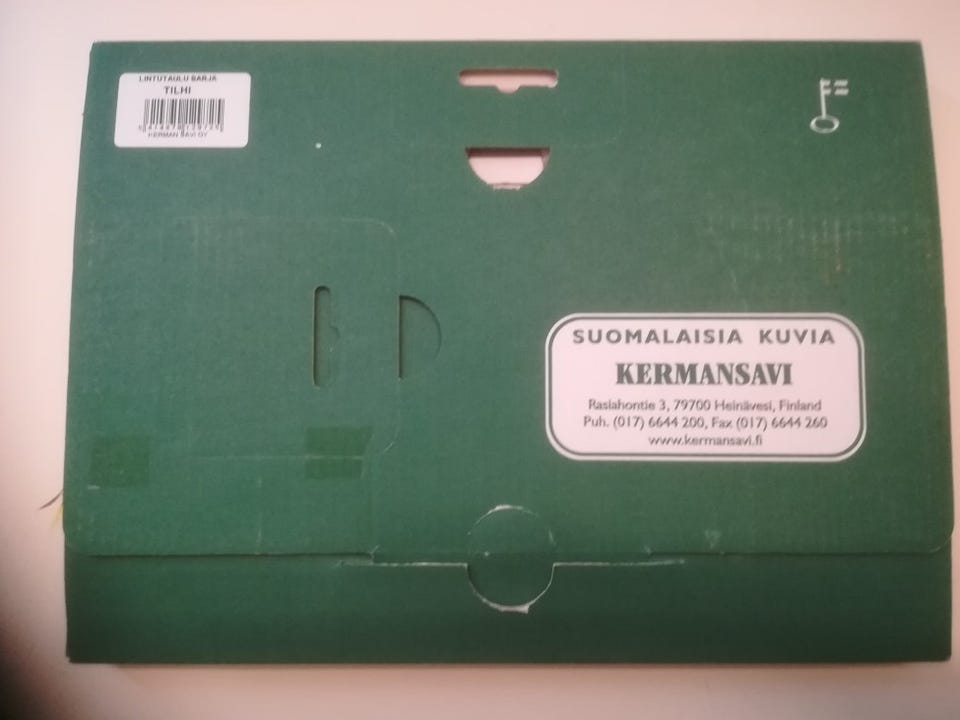 LINTUTAULU SARJA
TILHI
KERMAN SAVI OY
SUOMALAISIA KUVIA
KERMANSAVI
Rasiahontie 3, 79700 Heinävesi, Finland
Puh. (017) 6644 200, Fax (017) 6644 260
www.kermansavi.fi